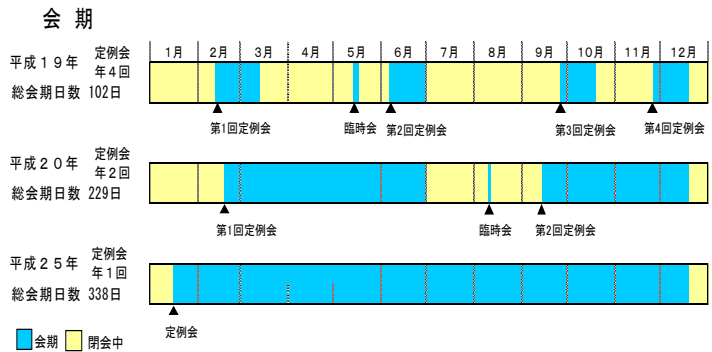 会 期
1月 2月 3月 4月 5月 6月 7月 8月 9月 10月 11月 12月
平成19年 定例会 年4回
総会期日数 102日
第1回定例会 臨時会 第2回定例会 第3回定例会 第4回定例会
平成20年 定例会 年2回
総会期日数 229日
第1回定例会 臨時会 第2回定例会
平成25年 定例会 年1回
総会期日数 338日
定例会
会期 閉会中